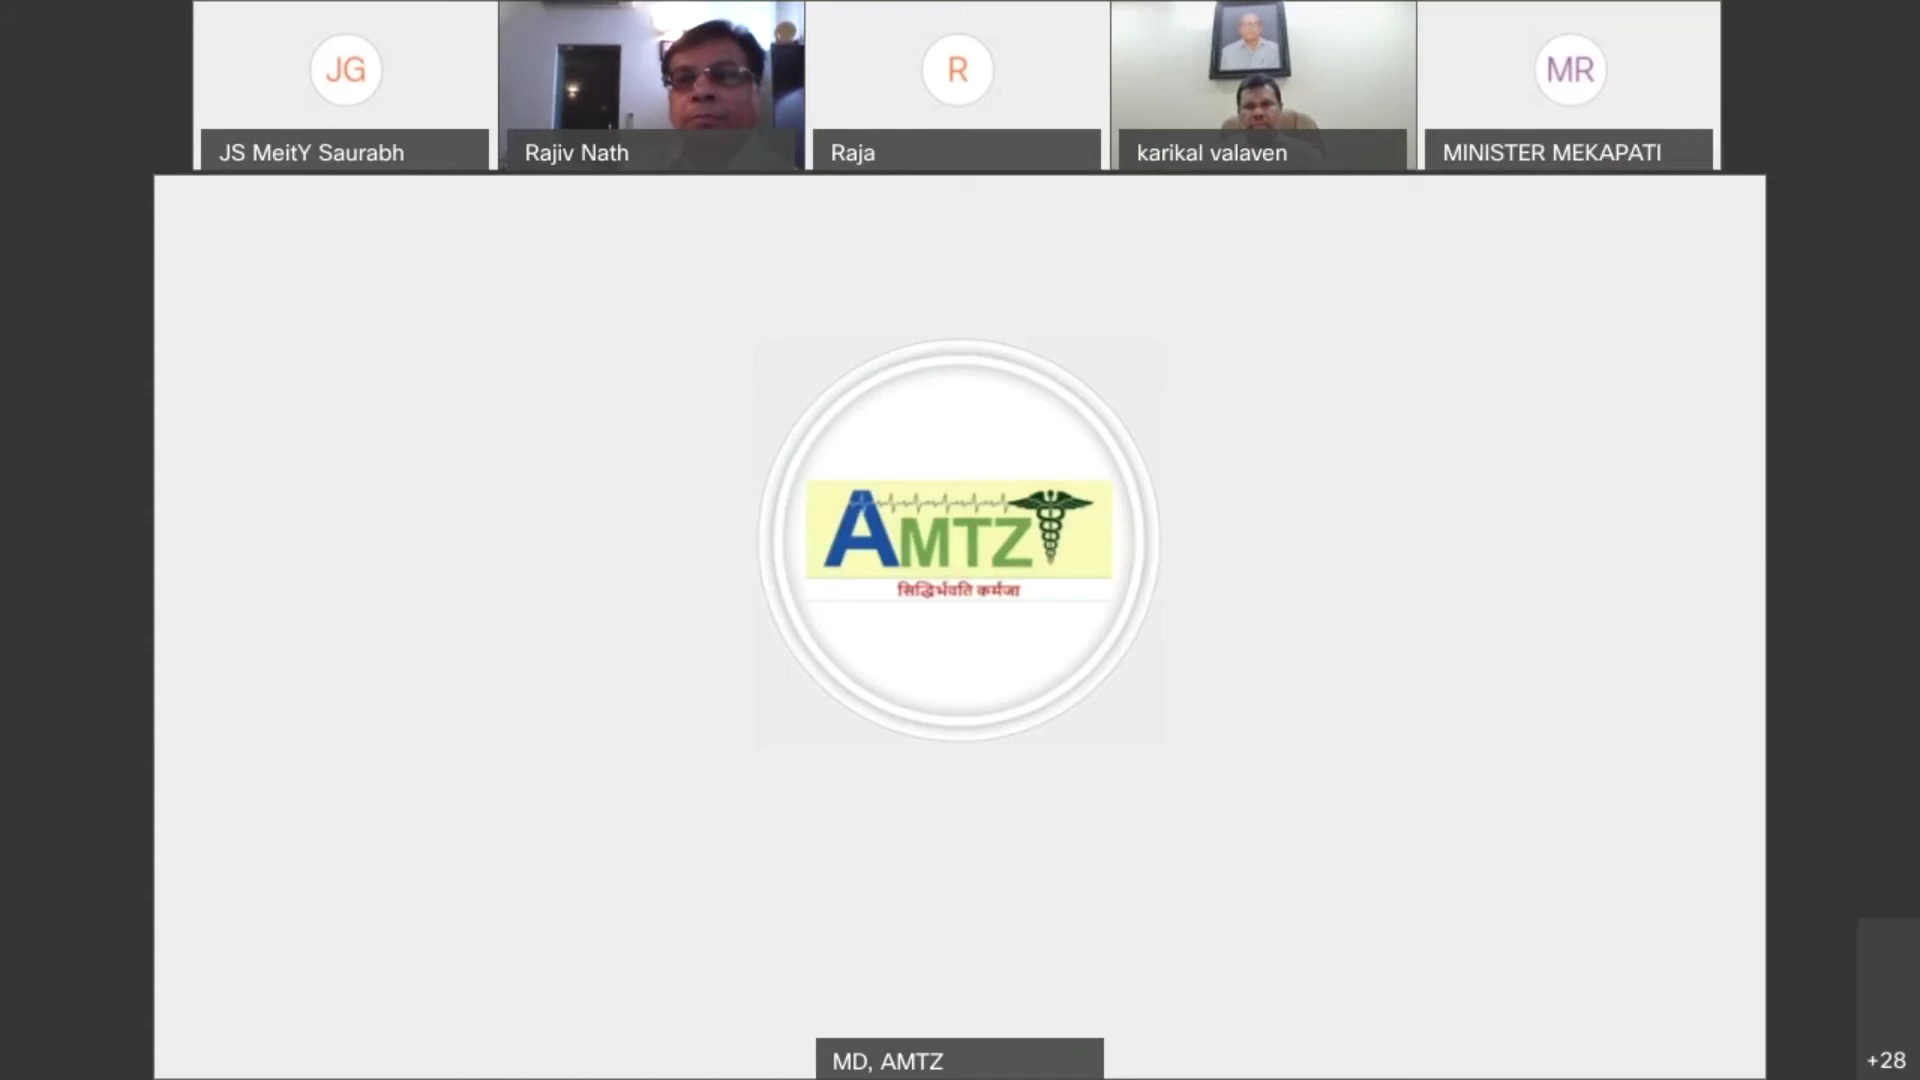 JG
JS MeitY Saurabh
Rajiv Nath
R
Raja
karikal valaven
MR
MINISTER MEKAPATI
AMTZ
सिद्धिर्भवति कर्मजा
MD, AMTZ
+28